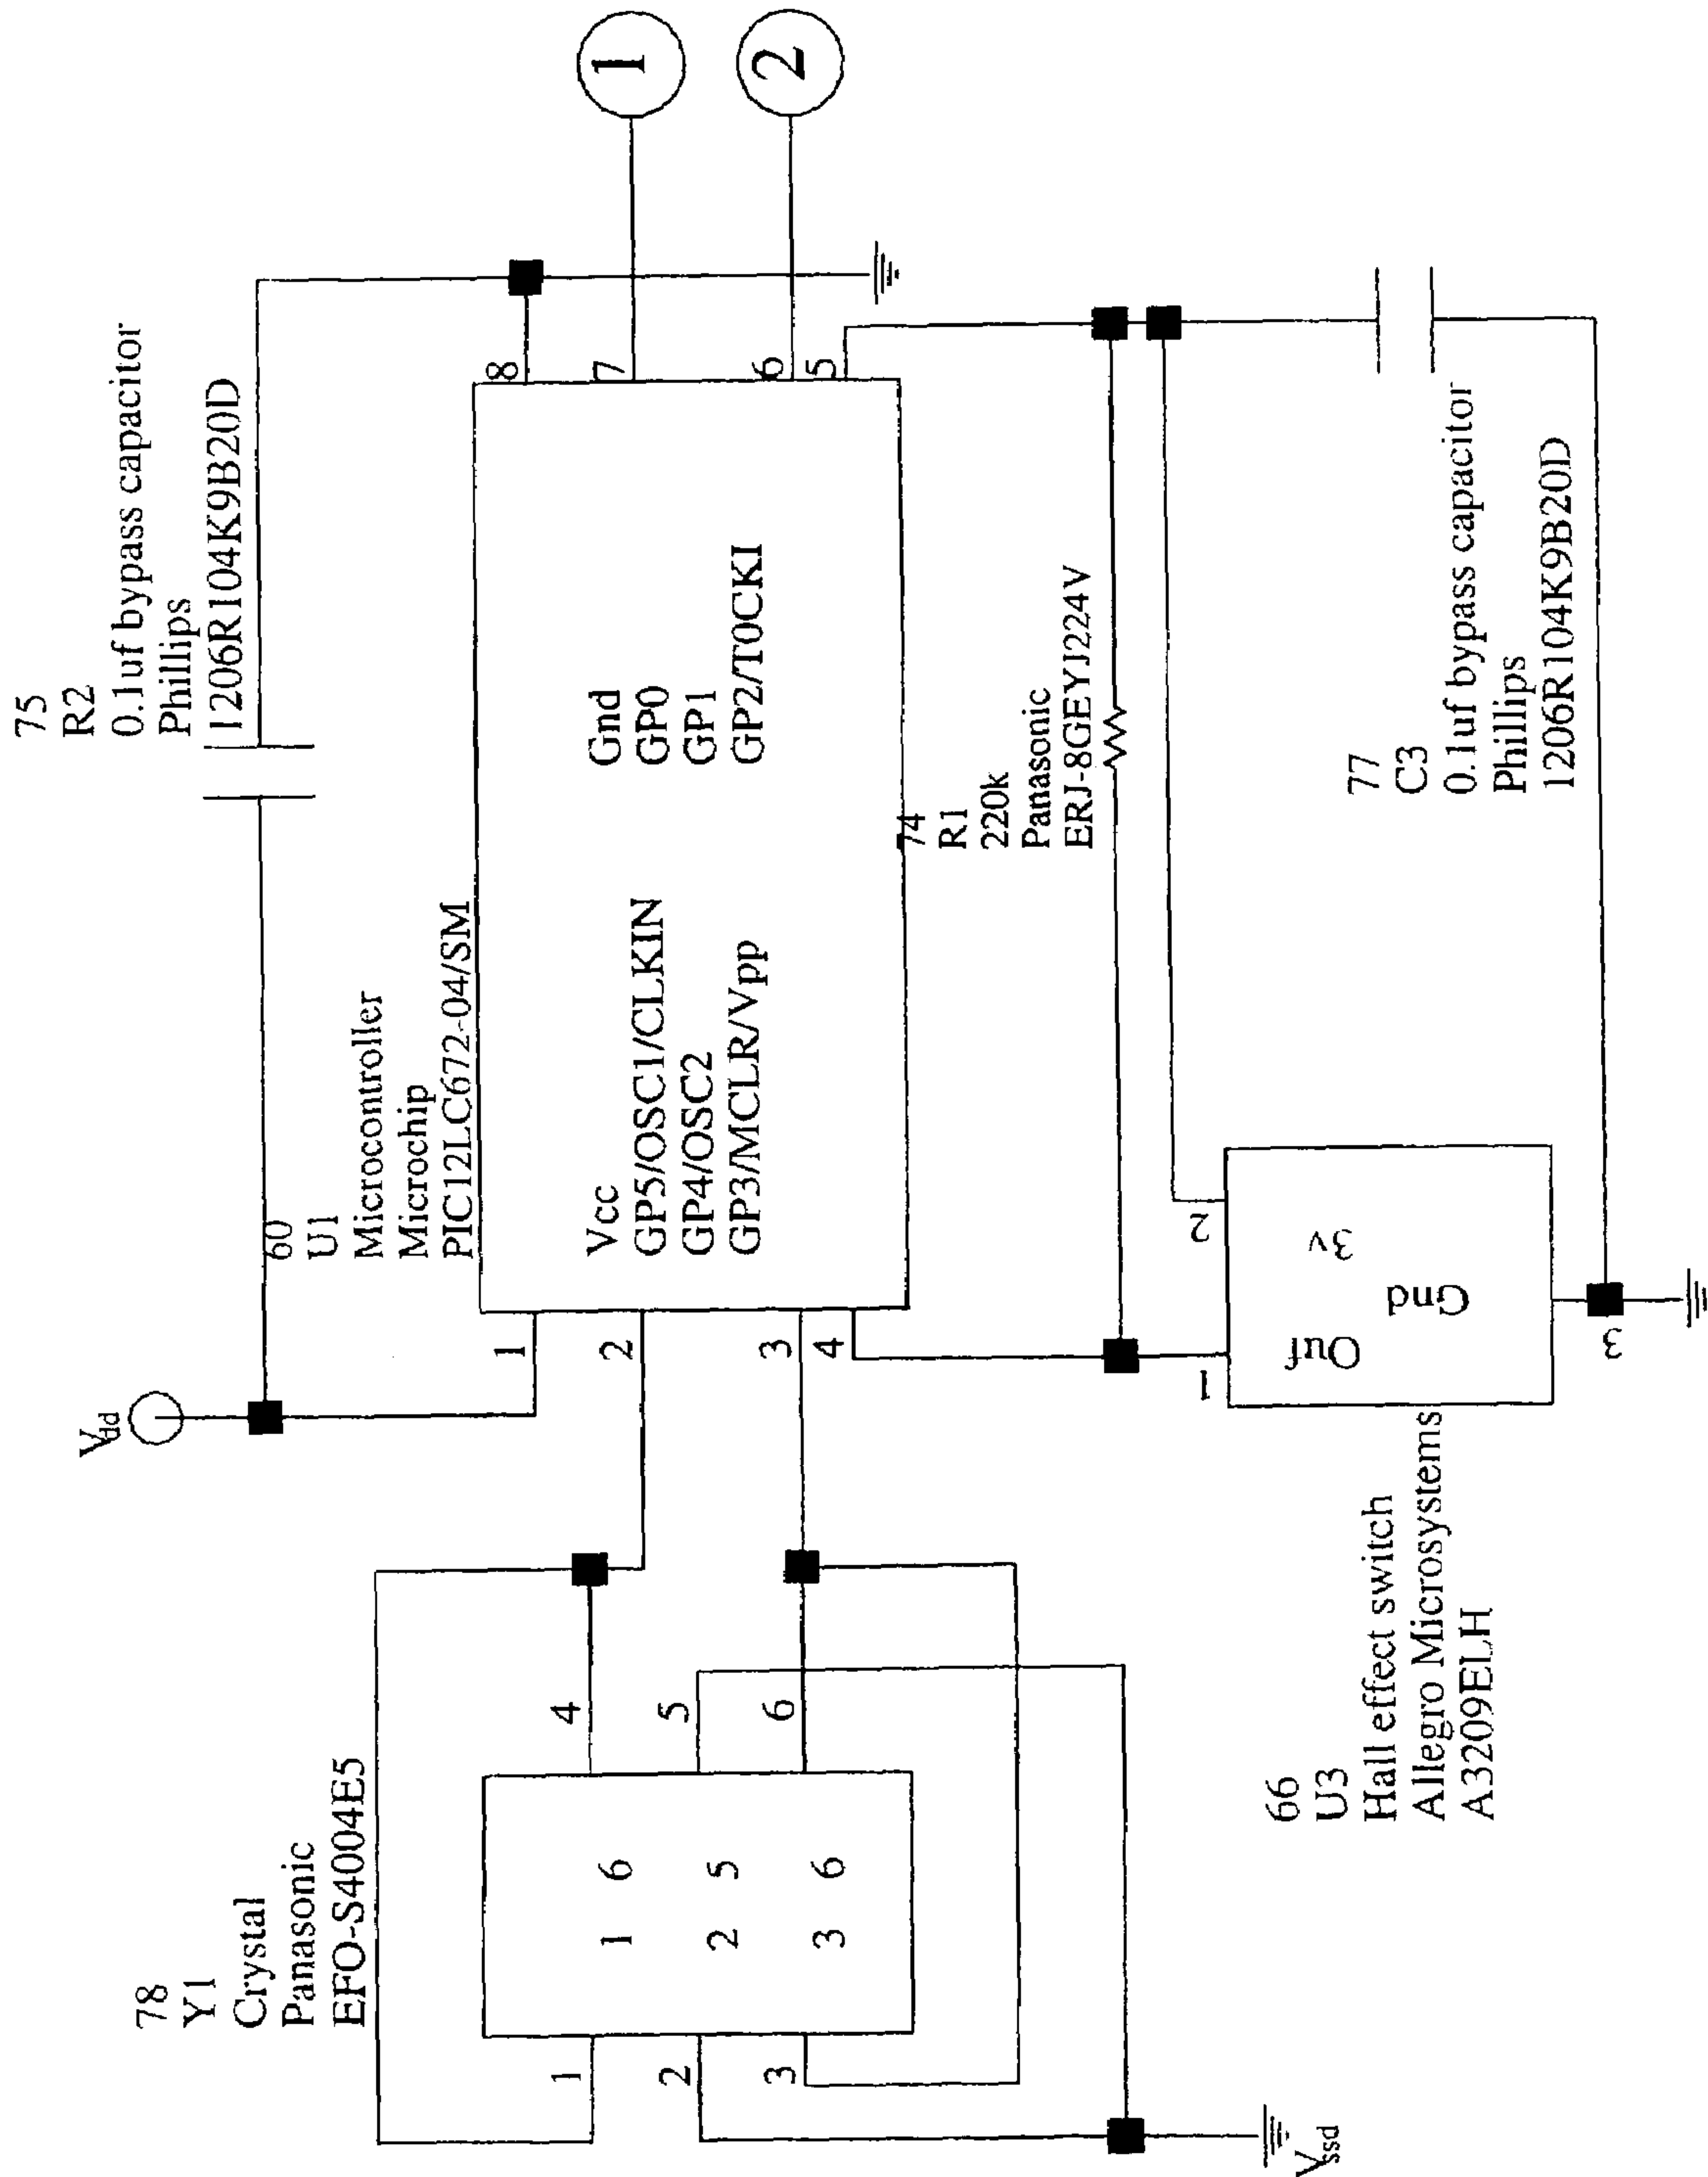 75
R2
0.1uf bypass capacitor
Phillips
1206R104K9B20D
Vdd
60
U1
Microcontroller
Microchip
PIC12LC672-04/SM
78
Y1
Crystal
Panasonic
EFO-S4004E5
1
2
3
1 6
2 5
3 6
4
5
6
Vssd
1
2
3
4
Vcc
GP5/OSC1/CLKIN
GP4/OSC2
GP3/MCLR/Vpp
Gnd
GP0
GP1
GP2/T0CKI
8
7
6
5
1
2
74
R1
220k
Panasonic
ERJ-8GEYJ224V
66
U3
Hall effect switch
Allegro Microsystems
A3209ELH
1
2
3
Ouf
3v
Gnd
77
C3
0.1uf bypass capacitor
Phillips
1206R104K9B20D